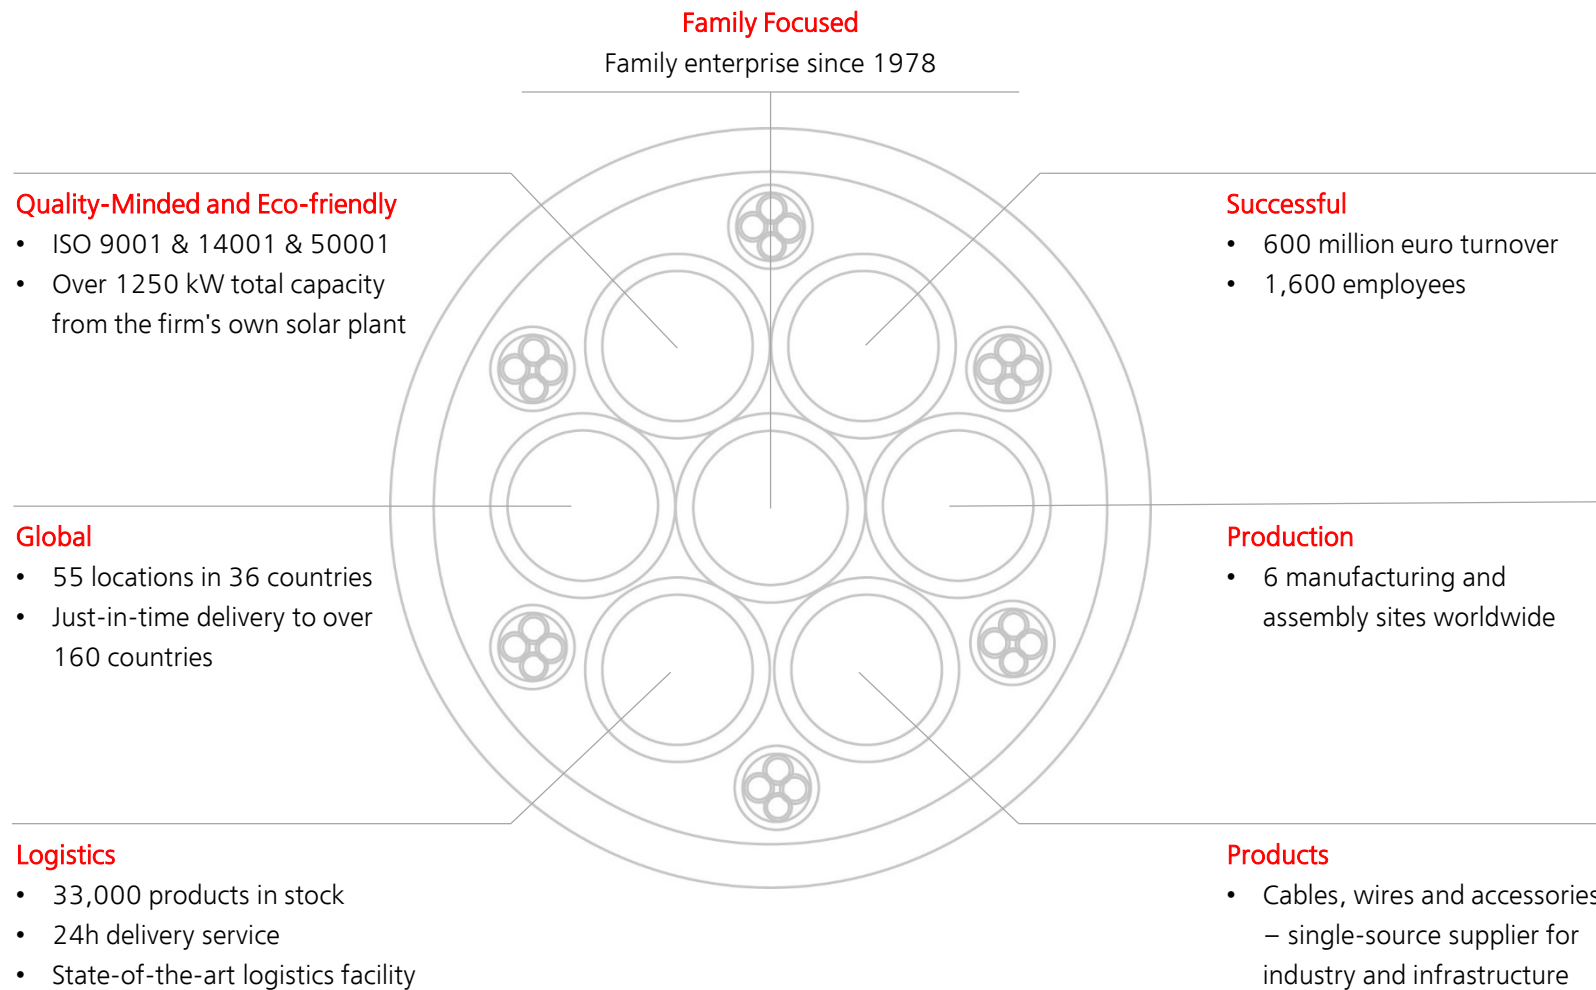 Family Focused
Family enterprise since 1978
Quality-Minded and Eco-friendly
• ISO 9001 & 14001 & 50001
• Over 1250 kW total capacity
from the firm's own solar plant
Successful
• 600 million euro turnover
• 1,600 employees
Global
• 55 locations in 36 countries
• Just-in-time delivery to over
160 countries
Production
• 6 manufacturing and
assembly sites worldwide
Logistics
• 33,000 products in stock
• 24h delivery service
• State-of-the-art logistics facility
Products
• Cables, wires and accessories
– single-source supplier for
industry and infrastructure